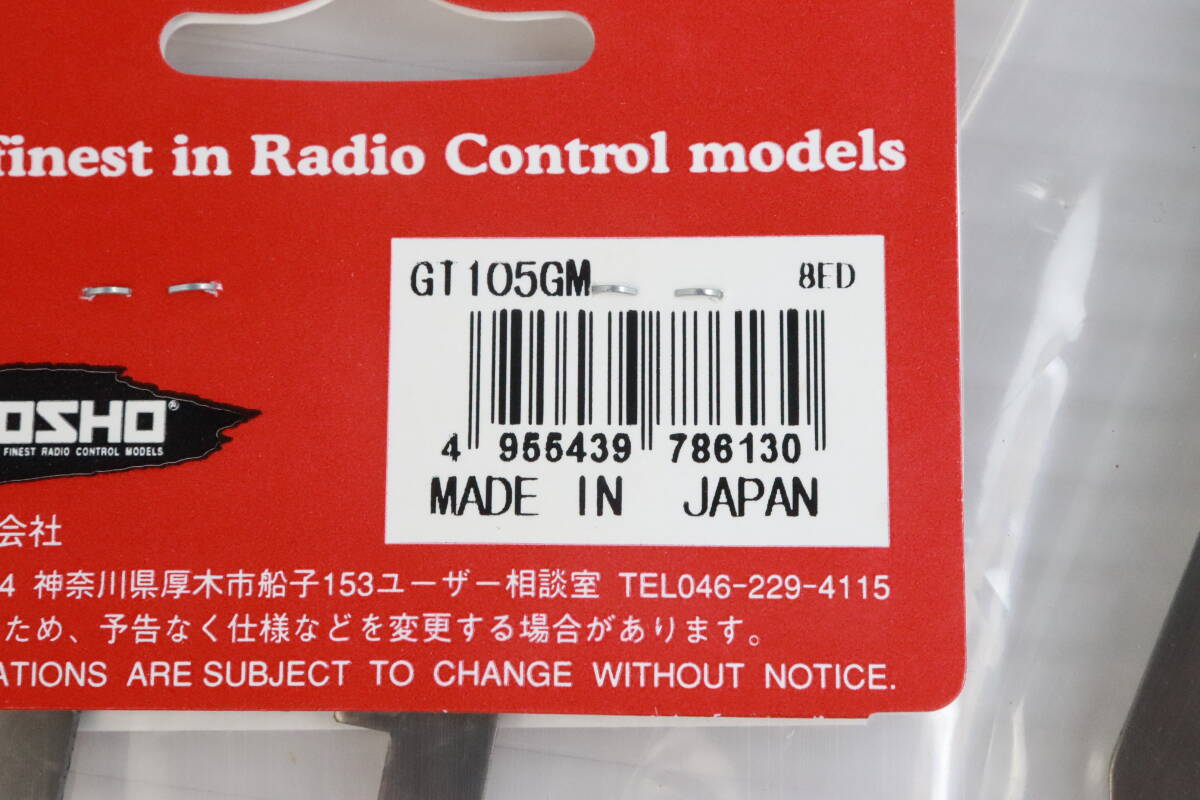 finest in Radio Control models
GT105GM 8ED
4 955439 786130
MADE IN JAPAN
OSHO®
FINEST RADIO CONTROL MODELS
会社
4 神奈川県厚木市船子153ユーザー相談室 TEL046-229-4115
ため、予告なく仕様などを変更する場合があります。
ATIONS ARE SUBJECT TO CHANGE WITHOUT NOTICE.